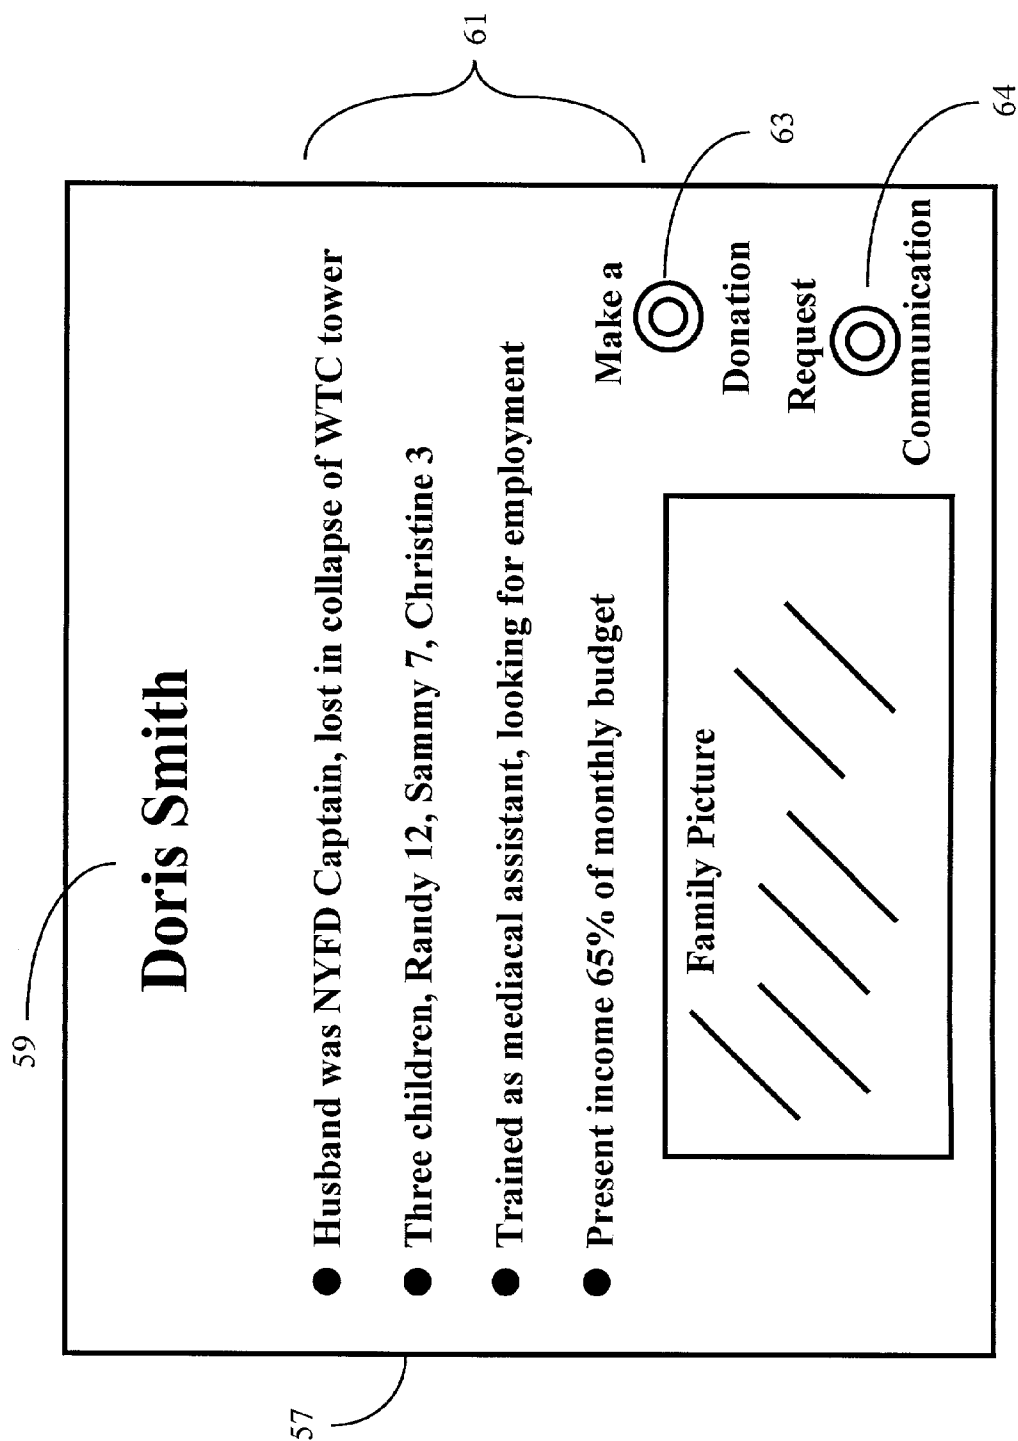 59
Doris Smith
61
● Husband was NYFD Captain, lost in collapse of WTC tower
● Three children, Randy 12, Sammy 7, Christine 3
● Trained as mediacal assistant, looking for employment
● Present income 65% of monthly budget
Make a
Donation
63
Request
Communication
64
Family Picture
57